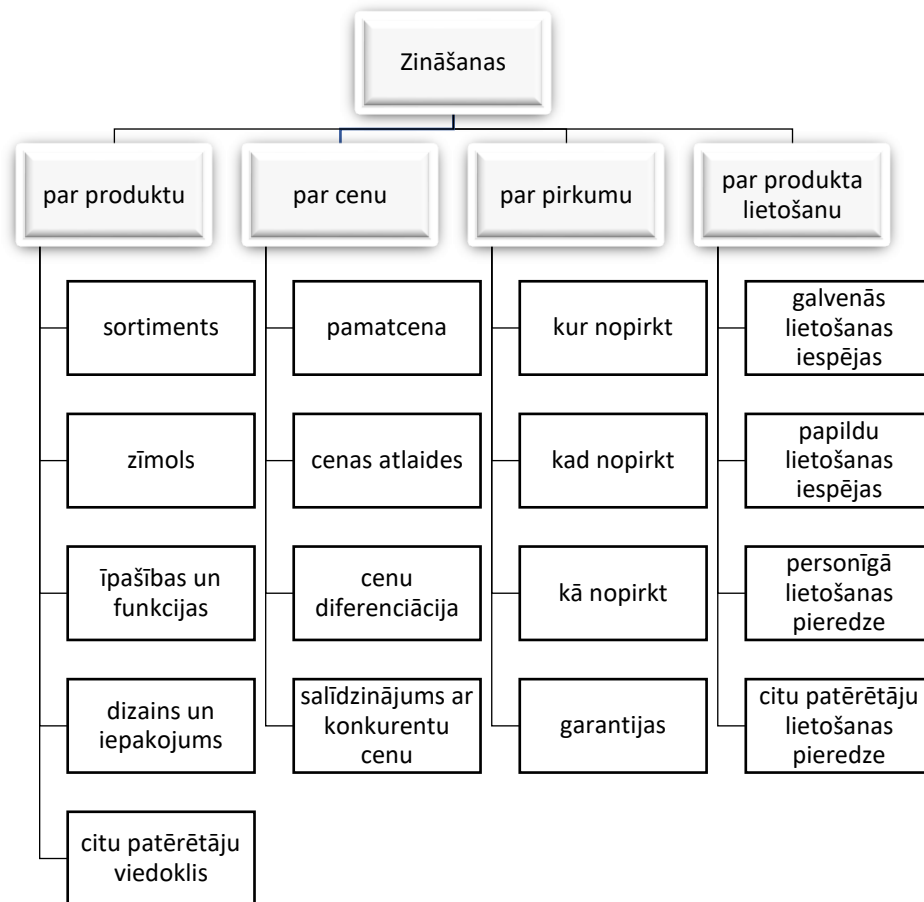 Zināšanas
par produktu
sortiments
zīmols
īpašības un
funkcijas
dizains un
iepakojums
citu patērētāju
viedoklis
par cenu
pamatcena
cenas atlaides
cenu
diferenciācija
salīdzinājums ar
konkurentu
cenu
par pirkumu
kur nopirkt
kad nopirkt
kā nopirkt
garantijas
par produkta
lietošanu
galvenās
lietošanas
iespējas
papildu
lietošanas
iespējas
personīgā
lietošanas
pieredze
citu patērētāju
lietošanas
pieredze